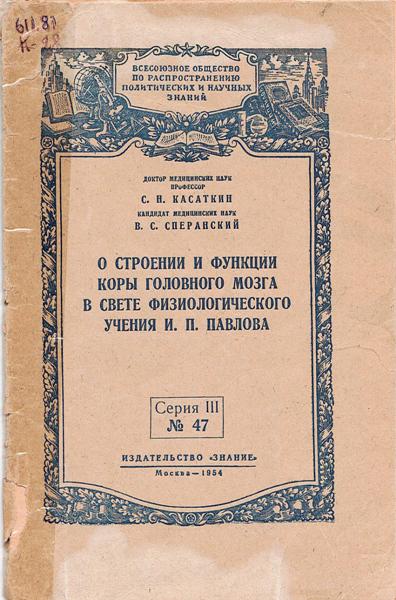 611.81
К-28
ВСЕСОЮЗНОЕ ОБЩЕСТВО
ПО РАСПРОСТРАНЕНИЮ
ПОЛИТИЧЕСКИХ И НАУЧНЫХ
ЗНАНИЙ
ДОКТОР МЕДИЦИНСКИХ НАУК
ПРОФЕССОР
С. Н. КАСАТКИН
КАНДИДАТ МЕДИЦИНСКИХ НАУК
В. С. СПЕРАНСКИЙ
О СТРОЕНИИ И ФУНКЦИИ
КОРЫ ГОЛОВНОГО МОЗГА
В СВЕТЕ ФИЗИОЛОГИЧЕСКОГО
УЧЕНИЯ И. П. ПАВЛОВА
Серия III
№ 47
ИЗДАТЕЛЬСТВО «ЗНАНИЕ»
Москва — 1954